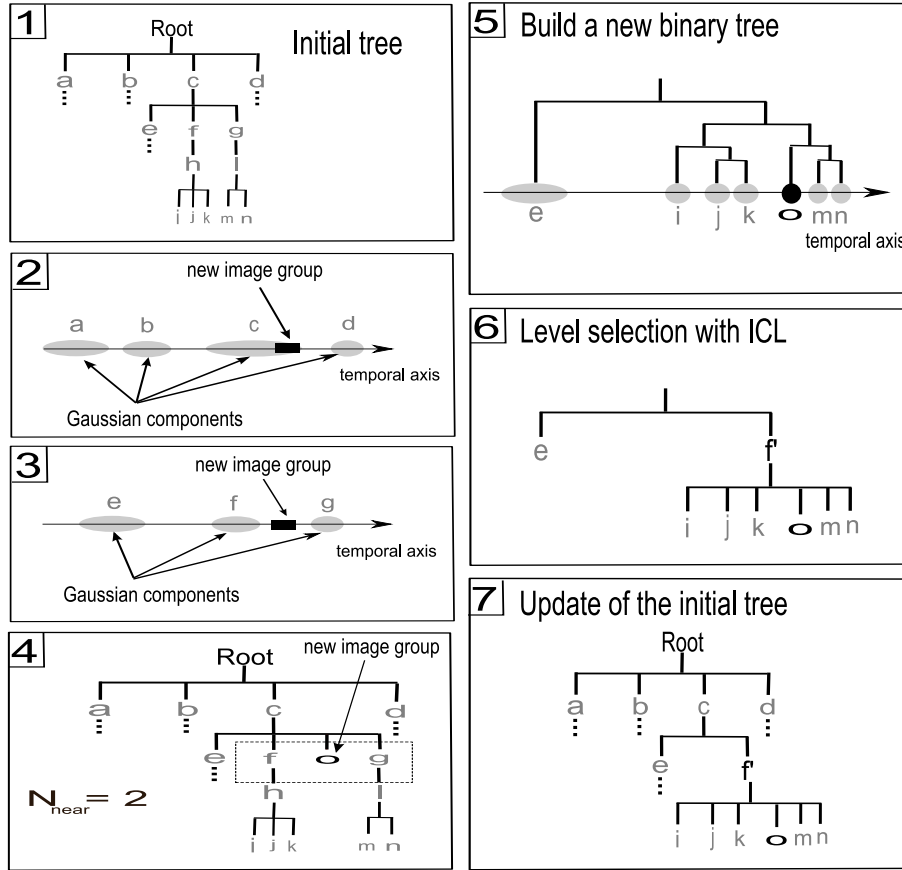 1
Initial tree
Root
a b c d
e f g
h l
i j k m n
2
new image group
a b c d
temporal axis
Gaussian components
3
new image group
e f g
temporal axis
Gaussian components
4
new image group
Root
a b c d
e f o g
N near = 2
h l
i j k m n
5 Build a new binary tree
e i j k o m n
temporal axis
6 Level selection with ICL
e f'
i j k o m n
7 Update of the initial tree
Root
a b c d
e f'
i j k o m n